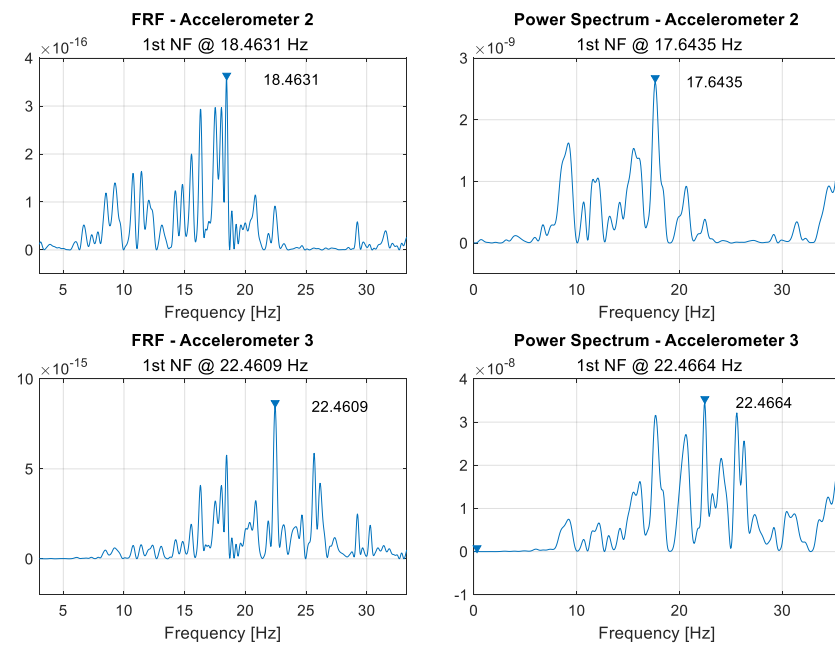 FRF - Accelerometer 2
1st NF @ 18.4631 Hz
×10-16
4
3
2
1
0
18.4631
5 10 15 20 25 30
Frequency [Hz]
Power Spectrum - Accelerometer 2
1st NF @ 17.6435 Hz
×10-9
3
2
1
0
17.6435
0 10 20 30
Frequency [Hz]
FRF - Accelerometer 3
1st NF @ 22.4609 Hz
×10-15
10
5
0
22.4609
5 10 15 20 25 30
Frequency [Hz]
Power Spectrum - Accelerometer 3
1st NF @ 22.4664 Hz
×10-8
4
3
2
1
0
-1
22.4664
0 10 20 30
Frequency [Hz]